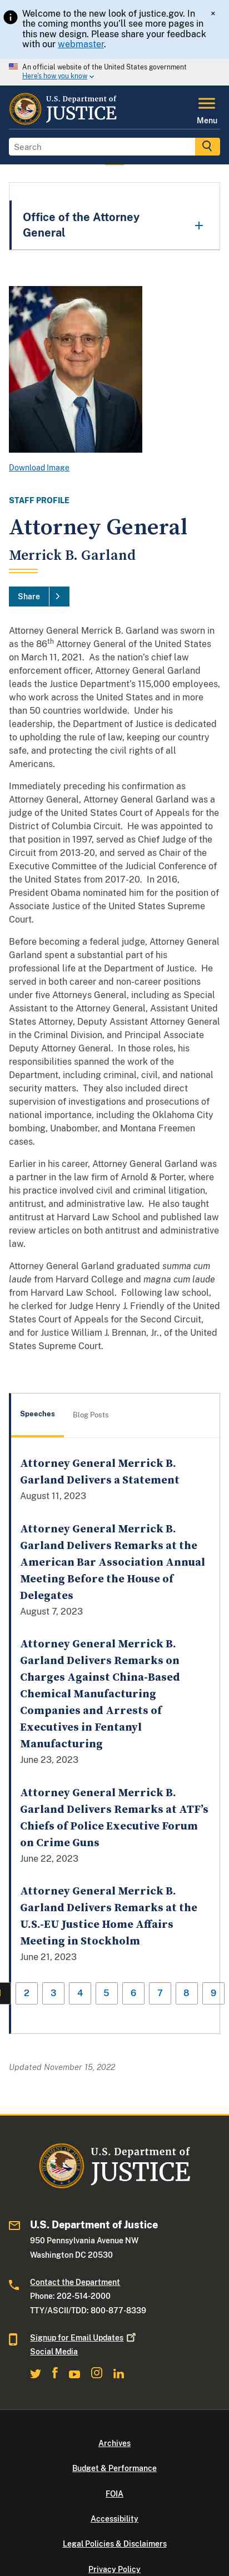 Welcome to the new look of justice.gov. In
the coming months you'll see more pages in
this updated style. Please share your feedback
with our webmaster.
×
An official website of the United States government
Here's how you know
U.S. Department of
JUSTICE
Menu
Search
Office of the Attorney
General
+
Download Image
STAFF PROFILE
Attorney General
Merrick B. Garland
Share
Attorney General Merrick B. Garland was sworn in
as the 86th Attorney General of the United States
on March 11, 2021.  As the nation's chief law
enforcement officer, Attorney General Garland
leads the Justice Department's 115,000 employees,
who work across the United States and in more
than 50 countries worldwide.  Under his
leadership, the Department of Justice is dedicated
to upholding the rule of law, keeping our country
safe, and protecting the civil rights of all
Americans.
Immediately preceding his confirmation as
Attorney General, Attorney General Garland was a
judge of the United States Court of Appeals for the
District of Columbia Circuit.  He was appointed to
that position in 1997, served as Chief Judge of the
Circuit from 2013-20, and served as Chair of the
Executive Committee of the Judicial Conference of
the United States from 2017-20.  In 2016,
President Obama nominated him for the position of
Associate Justice of the United States Supreme
Court.
Before becoming a federal judge, Attorney General
Garland spent a substantial part of his
professional life at the Department of Justice.  He
served in both career and non-career positions
under five Attorneys General, including as Special
Assistant to the Attorney General, Assistant United
States Attorney, Deputy Assistant Attorney General
in the Criminal Division, and Principal Associate
Deputy Attorney General.  In those roles, his
responsibilities spanned the work of the
Department, including criminal, civil, and national
security matters.  They also included direct
supervision of investigations and prosecutions of
national importance, including the Oklahoma City
bombing, Unabomber, and Montana Freemen
cases.
Earlier in his career, Attorney General Garland was
a partner in the law firm of Arnold & Porter, where
his practice involved civil and criminal litigation,
antitrust, and administrative law.  He also taught
antitrust at Harvard Law School and published law
review articles on antitrust and administrative
law.
Attorney General Garland graduated summa cum
laude from Harvard College and magna cum laude
from Harvard Law School.  Following law school,
he clerked for Judge Henry J. Friendly of the United
States Court of Appeals for the Second Circuit,
and for Justice William J. Brennan, Jr., of the United
States Supreme Court.
Speeches
Blog Posts
Attorney General Merrick B.
Garland Delivers a Statement
August 11, 2023
Attorney General Merrick B.
Garland Delivers Remarks at the
American Bar Association Annual
Meeting Before the House of
Delegates
August 7, 2023
Attorney General Merrick B.
Garland Delivers Remarks on
Charges Against China-Based
Chemical Manufacturing
Companies and Arrests of
Executives in Fentanyl
Manufacturing
June 23, 2023
Attorney General Merrick B.
Garland Delivers Remarks at ATF's
Chiefs of Police Executive Forum
on Crime Guns
June 22, 2023
Attorney General Merrick B.
Garland Delivers Remarks at the
U.S.-EU Justice Home Affairs
Meeting in Stockholm
June 21, 2023
2 3 4 5 6 7 8 9
Updated November 15, 2022
U.S. Department of
JUSTICE
U.S. Department of Justice
950 Pennsylvania Avenue NW
Washington DC 20530
Contact the Department
Phone: 202-514-2000
TTY/ASCII/TDD: 800-877-8339
Signup for Email Updates
Social Media
Archives
Budget & Performance
FOIA
Accessibility
Legal Policies & Disclaimers
Privacy Policy